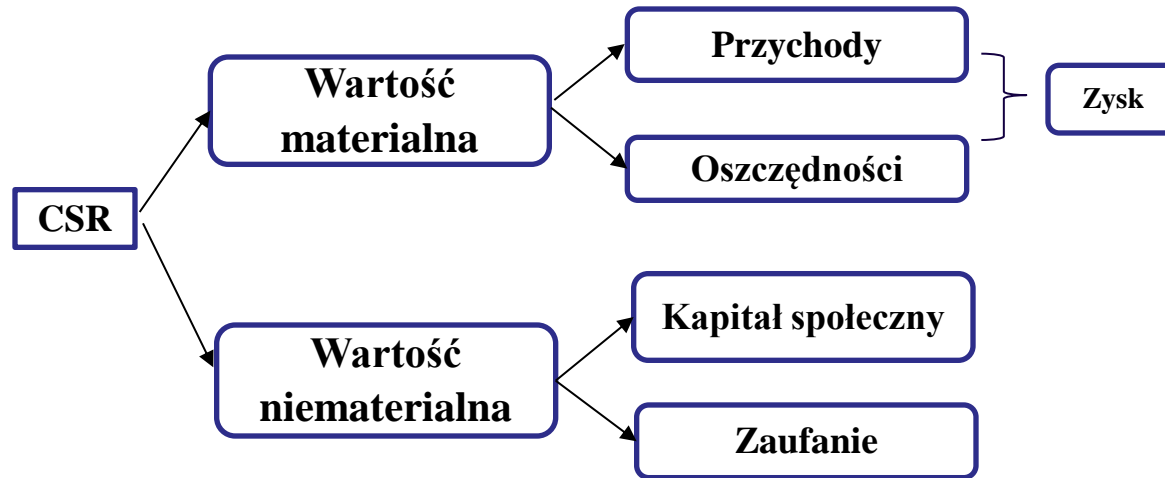 CSR
Wartość
materialna
Przychody
Oszczędności
Zysk
Wartość
niematerialna
Kapitał społeczny
Zaufanie